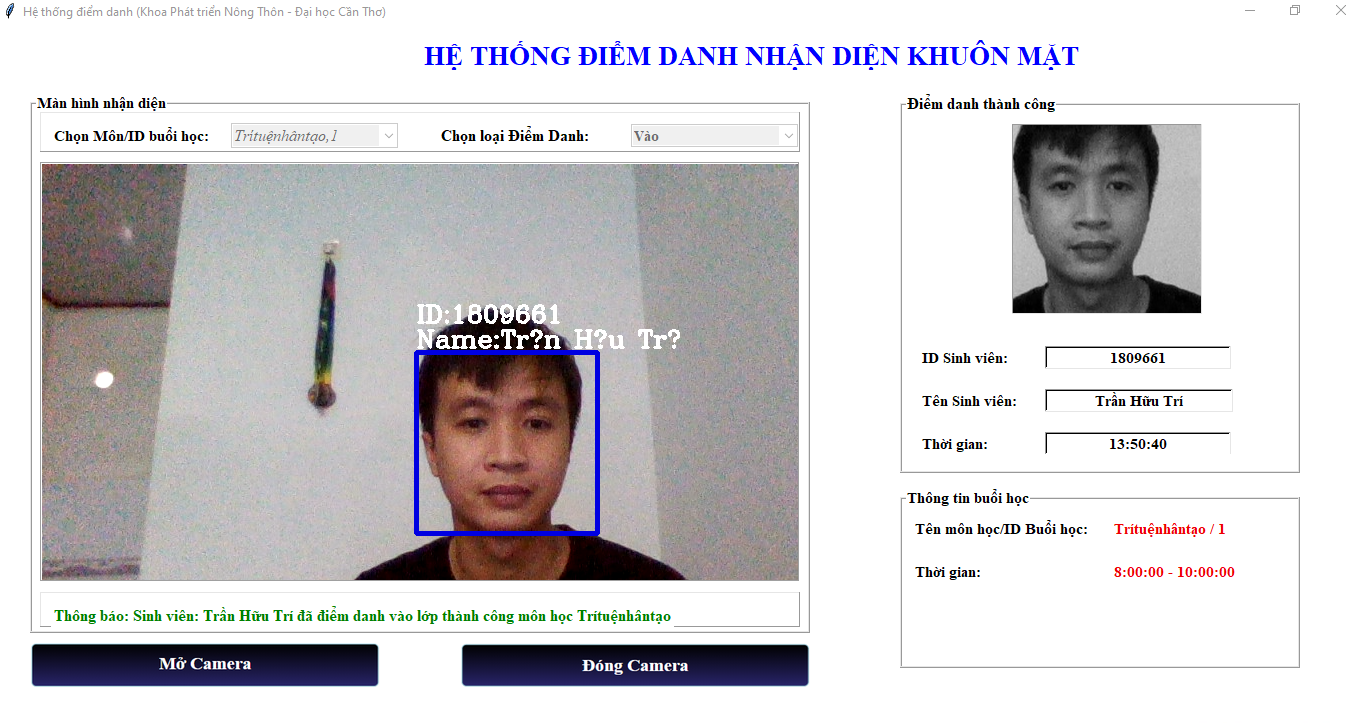 Hệ thống điểm danh (Khoa Phát triển Nông Thôn - Đại học Cần Thơ)
HỆ THỐNG ĐIỂM DANH NHẬN DIỆN KHUÔN MẶT
Màn hình nhận diện
Chọn Môn/ID buổi học: Trítuệnhântạo,1 Chọn loại Điểm Danh: Vào
ID:1809661
Name:Tr?n H?u Tr?
Thông báo: Sinh viên: Trần Hữu Trí đã điểm danh vào lớp thành công môn học Trítuệnhântạo
Mở Camera Đóng Camera
Điểm danh thành công
ID Sinh viên: 1809661
Tên Sinh viên: Trần Hữu Trí
Thời gian: 13:50:40
Thông tin buổi học
Tên môn học/ID Buổi học: Trítuệnhântạo / 1
Thời gian: 8:00:00 - 10:00:00